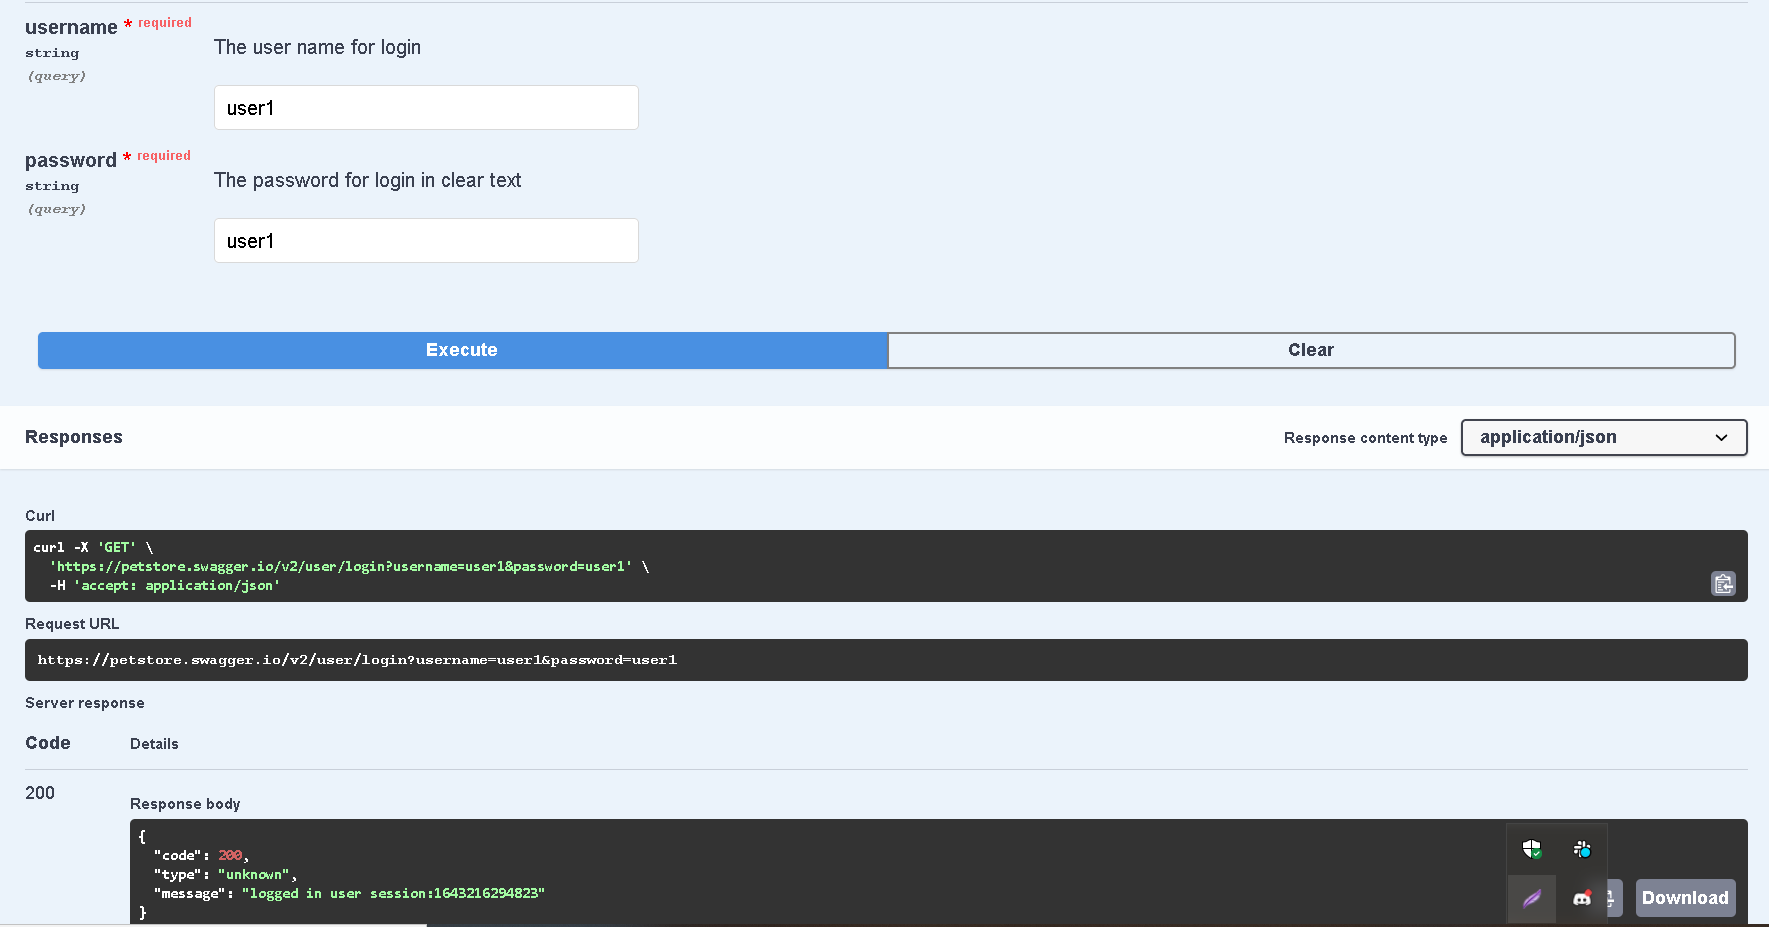 username * required
string
(query)
The user name for login
user1
password * required
string
(query)
The password for login in clear text
user1
Execute
Clear
Responses
Response content type
application/json
Curl
curl -X 'GET' \
'https://petstore.swagger.io/v2/user/login?username=user1&password=user1' \
-H 'accept: application/json'
Request URL
https://petstore.swagger.io/v2/user/login?username=user1&password=user1
Server response
Code
Details
200
Response body
{
"code": 200,
"type": "unknown",
"message": "logged in user session:1643216294823"
}
Download